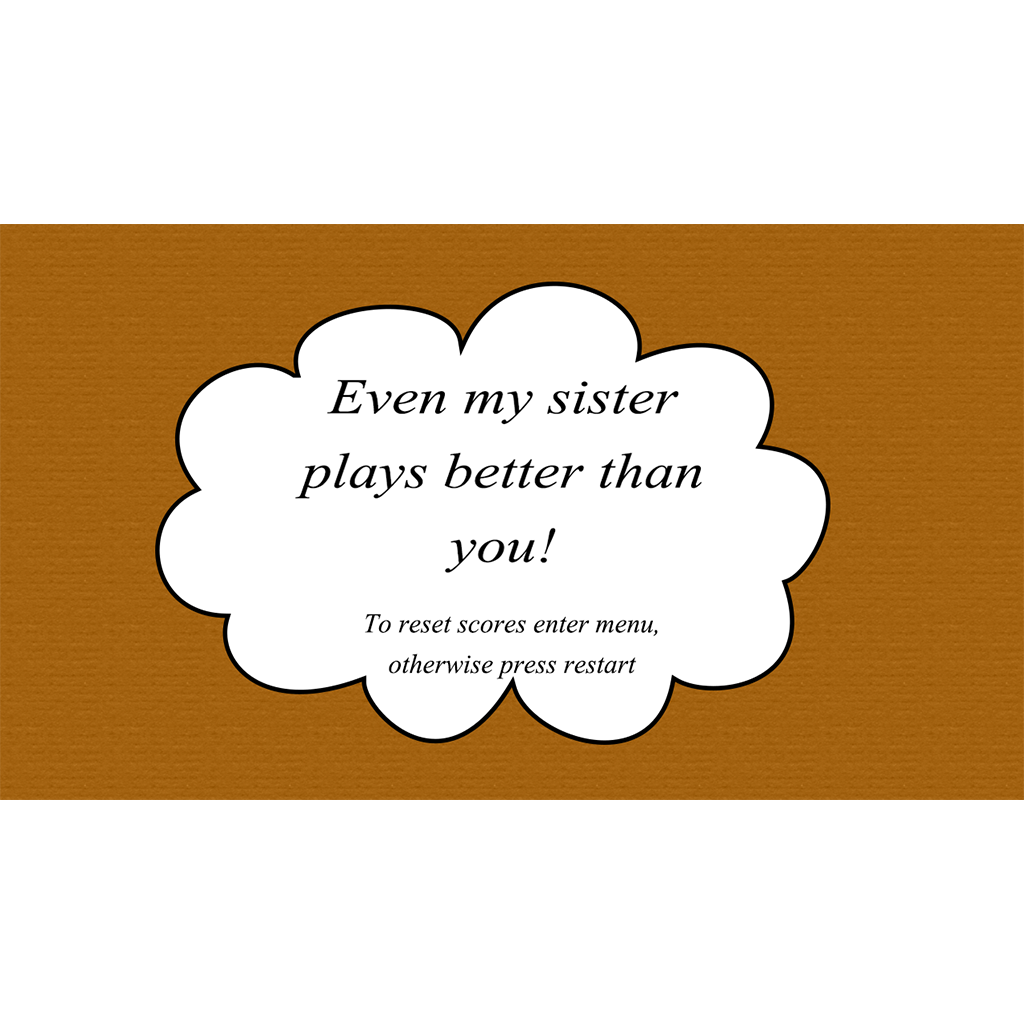 Even my sister
plays better than
you!
To reset scores enter menu,
otherwise press restart